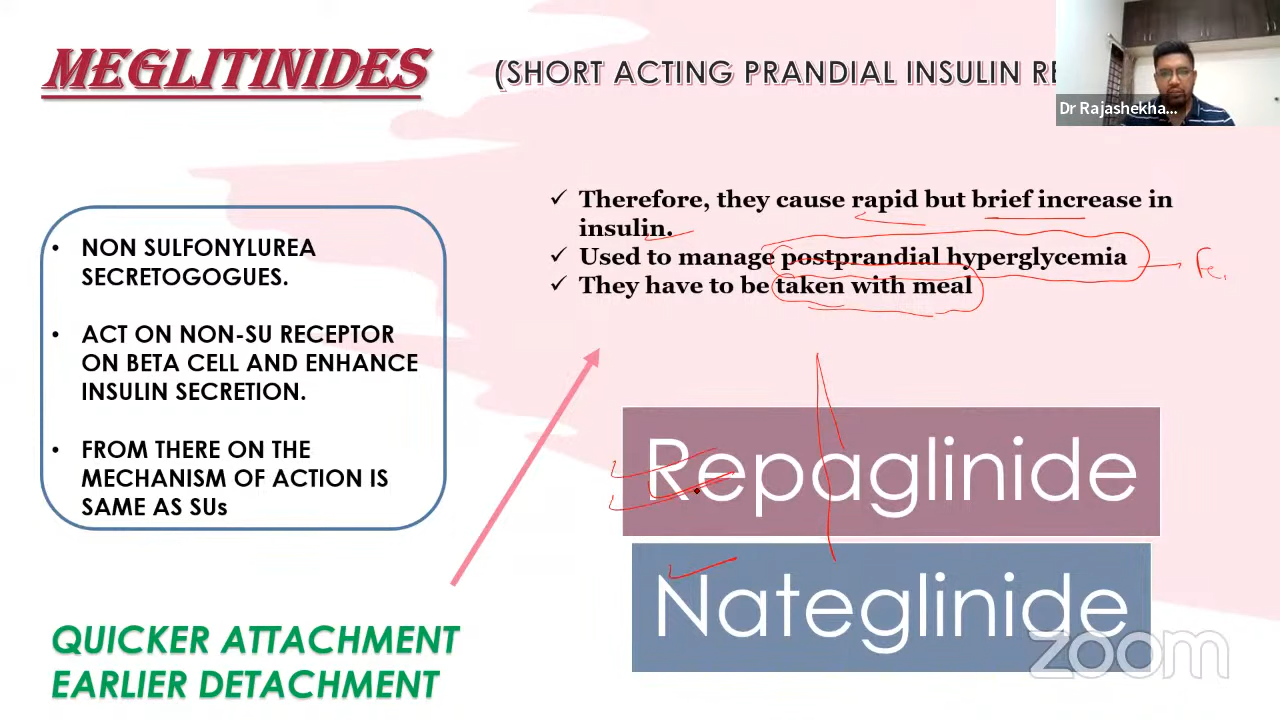 MEGLITINIDES
(SHORT ACTING PRANDIAL INSULIN
Dr Rajashekha...
✓ Therefore, they cause rapid but brief increase in
insulin.
✓ Used to manage postprandial hyperglycemia
✓ They have to be taken with meal
• NON SULFONYLUREA
SECRETOGOGUES.
• ACT ON NON-SU RECEPTOR
ON BETA CELL AND ENHANCE
INSULIN SECRETION.
• FROM THERE ON THE
MECHANISM OF ACTION IS
SAME AS SUs
Repaglinide
Nateglinide
QUICKER ATTACHMENT
EARLIER DETACHMENT
zoom